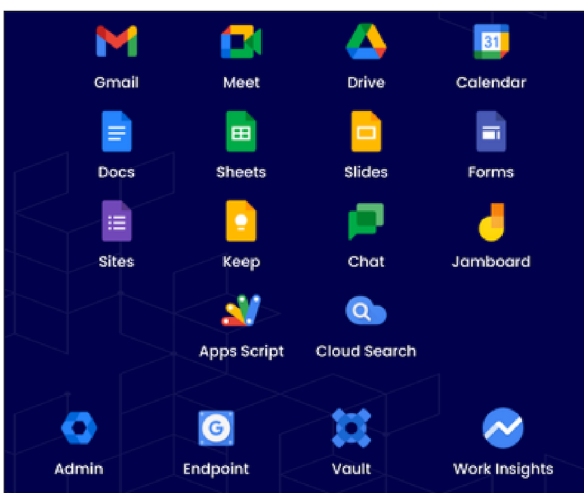 31
Gmail Meet Drive Calendar
Docs Sheets Slides Forms
Sites Keep Chat Jamboard
Apps Script Cloud Search
G
Admin Endpoint Vault Work Insights